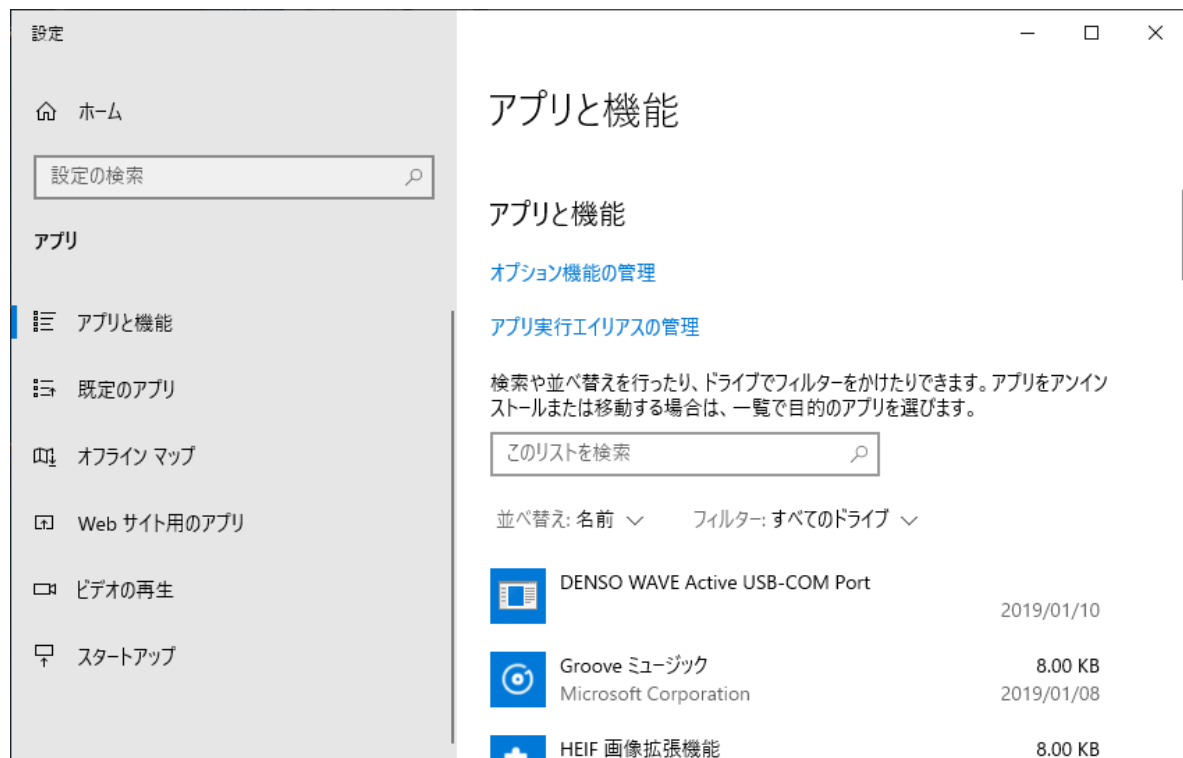 設定
ホーム
設定の検索
アプリ
アプリと機能
既定のアプリ
オフライン マップ
Web サイト用のアプリ
ビデオの再生
スタートアップ
アプリと機能
アプリと機能
オプション機能の管理
アプリ実行エイリアスの管理
検索や並べ替えを行ったり、ドライブでフィルターをかけたりできます。アプリをアンイン
ストールまたは移動する場合は、一覧で目的のアプリを選びます。
このリストを検索
並べ替え: 名前 フィルター: すべてのドライブ
DENSO WAVE Active USB-COM Port
2019/01/10
Groove ミュージック 8.00 KB
Microsoft Corporation 2019/01/08
HEIF 画像拡張機能 8.00 KB